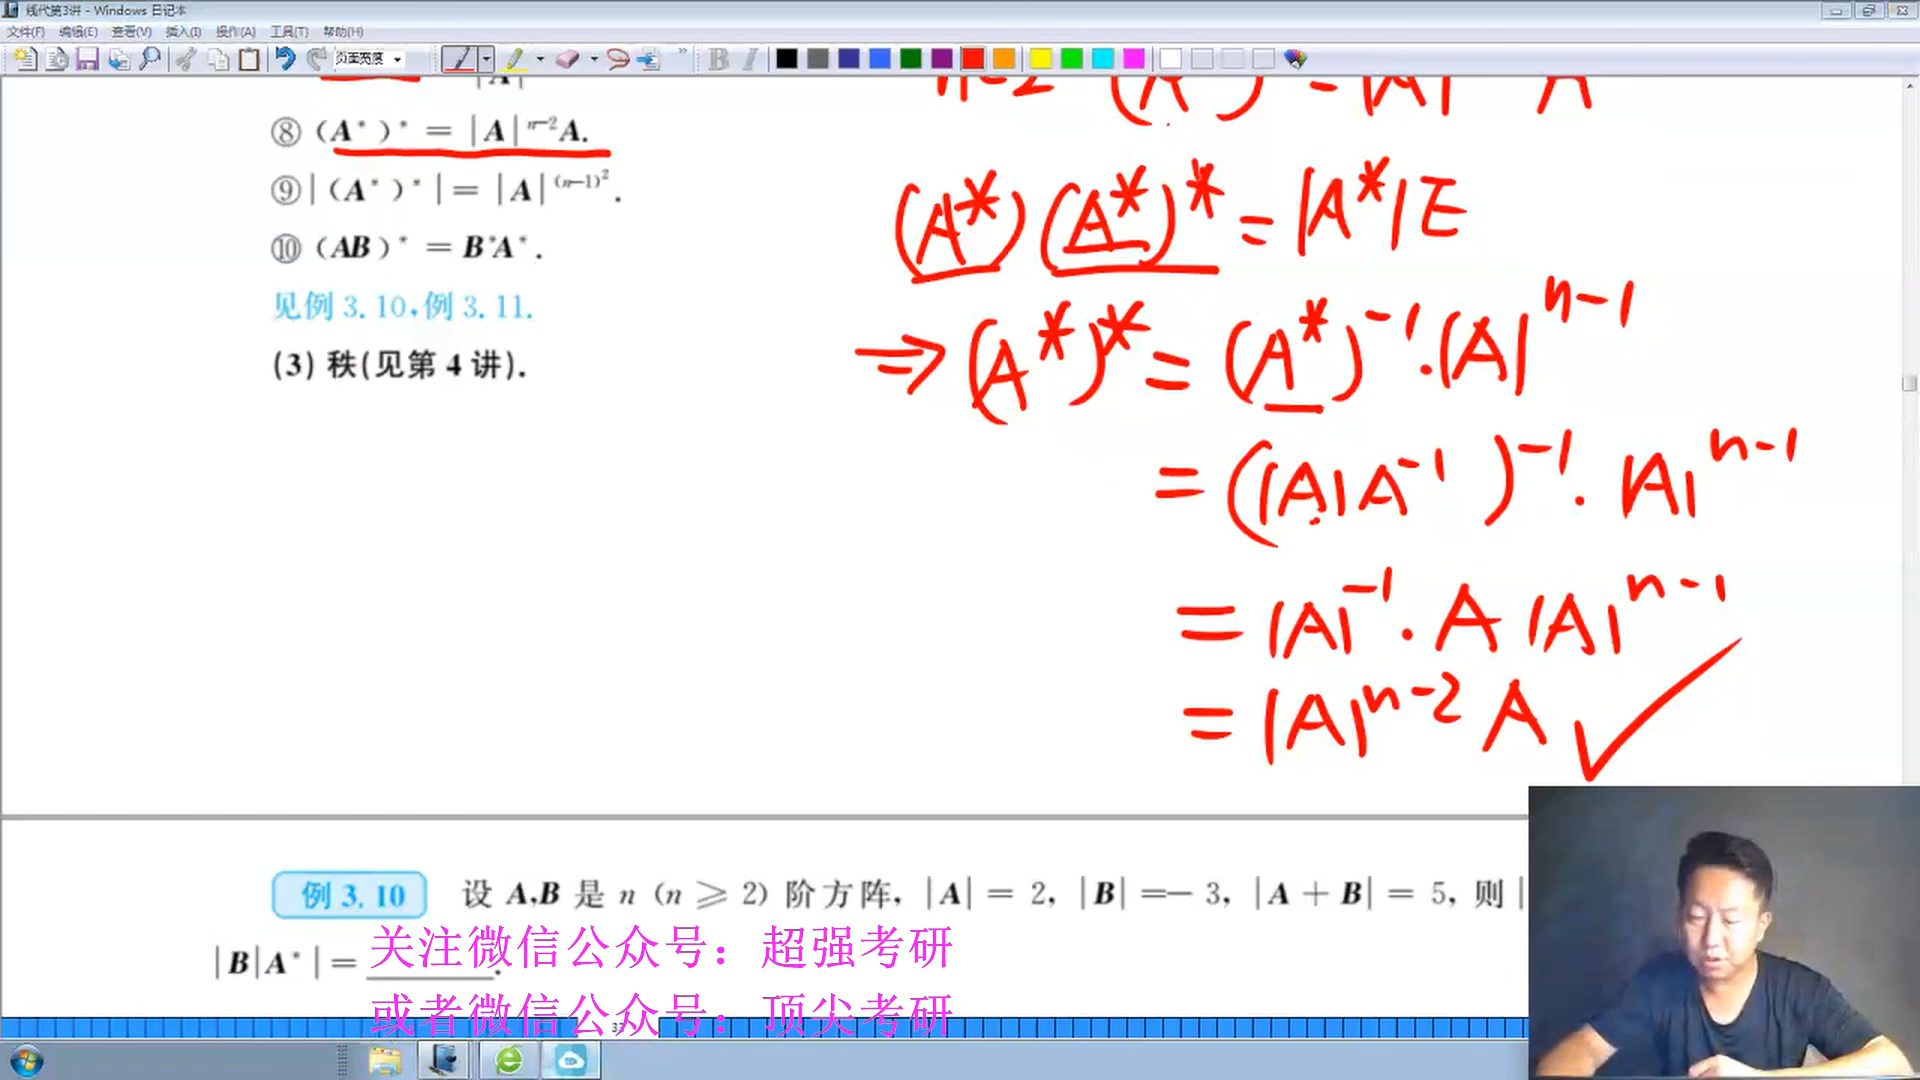 线代第3讲 - Windows 日记本
文件(F) 编辑(E) 查看(V) 插入(I) 操作(A) 工具(T) 帮助(H)
页面宽度
|A|
n=2 (A*)* = |A| A
⑧ (A*)* = |A|ⁿ⁻²A.
⑨ |(A*)*| = |A|^(n-1)².
⑩ (AB)* = B*A*.
见例 3.10,例 3.11.
(3) 秩(见第 4 讲).
(A*)(A*)* = |A*|E
⇒ (A*)* = (A*)⁻¹·|A|ⁿ⁻¹
= (|A|A⁻¹)⁻¹·|A|ⁿ⁻¹
= |A|⁻¹·A|A|ⁿ⁻¹
= |A|ⁿ⁻²A ✓
例 3.10 设 A,B 是 n (n ⩾ 2) 阶方阵, |A| = 2, |B| =- 3, |A + B| = 5, 则 |
|B|A*| = ________.
关注微信公众号：超强考研
或者微信公众号：顶尖考研